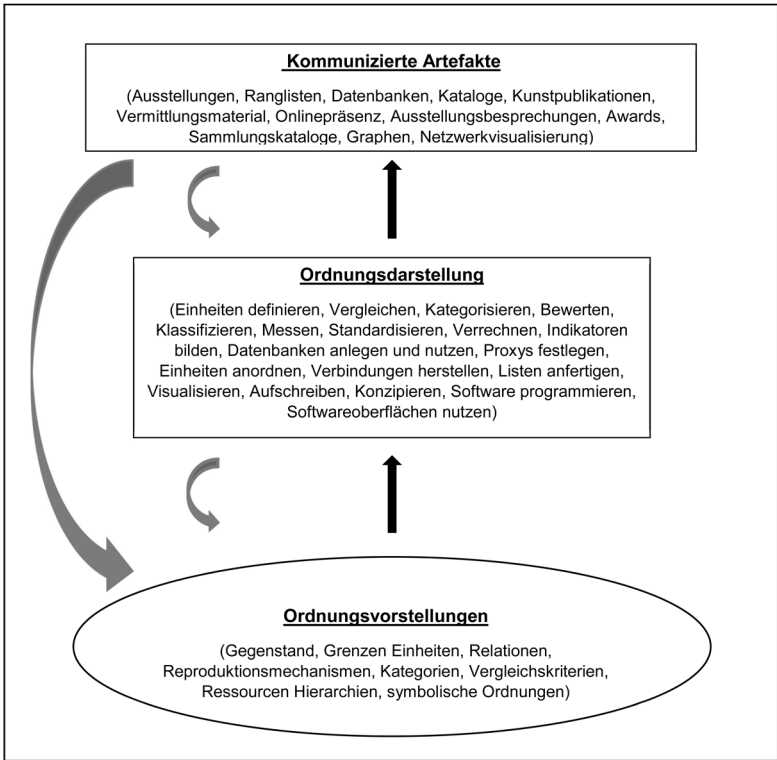 Kommunizierte Artefakte
(Ausstellungen, Ranglisten, Datenbanken, Kataloge, Kunstpublikationen,
Vermittlungsmaterial, Onlinepräsenz, Ausstellungsbesprechungen, Awards,
Sammlungskataloge, Graphen, Netzwerkvisualisierung)
Ordnungsdarstellung
(Einheiten definieren, Vergleichen, Kategorisieren, Bewerten,
Klassifizieren, Messen, Standardisieren, Verrechnen, Indikatoren
bilden, Datenbanken anlegen und nutzen, Proxys festlegen,
Einheiten anordnen, Verbindungen herstellen, Listen anfertigen,
Visualisieren, Aufschreiben, Konzipieren, Software programmieren,
Softwareoberflächen nutzen)
Ordnungsvorstellungen
(Gegenstand, Grenzen Einheiten, Relationen,
Reproduktionsmechanismen, Kategorien, Vergleichskriterien,
Ressourcen Hierarchien, symbolische Ordnungen)